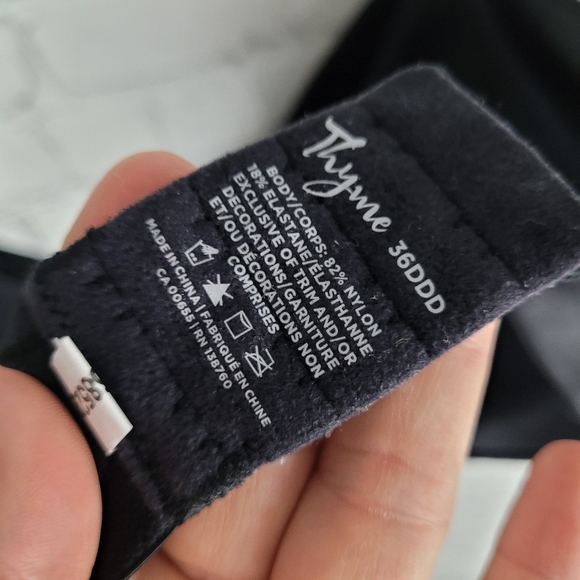 Thyme 36DDD
BODY/CORPS: 82% NYLON
18% ELASTANE/ÉLASTHANNE
EXCLUSIVE OF TRIM AND/OR
DECORATIONS/GARNITURE
ET/OU DÉCORATIONS NON
COMPRISES
MADE IN CHINA | FABRIQUÉ EN CHINE
CA 00655 | RN 138760